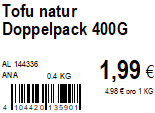 Tofu natur
Doppelpack 400G
AL 144336
ANA 0.4 KG
1,99 €
4.98 € pro 1 KG
4 104420 135901